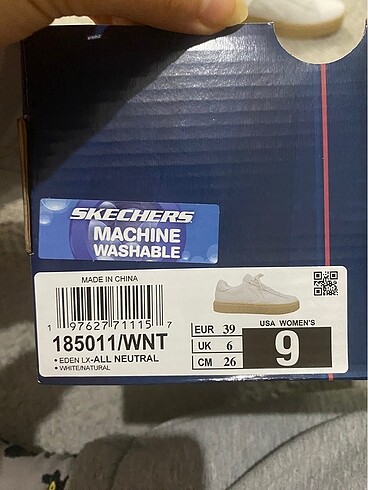 SKECHERS
MACHINE
WASHABLE
MADE IN CHINA
1 97627 71115 7
185011/WNT
• EDEN LX-ALL NEUTRAL
• WHITE/NATURAL
EUR 39
UK 6
CM 26
USA WOMEN'S
9